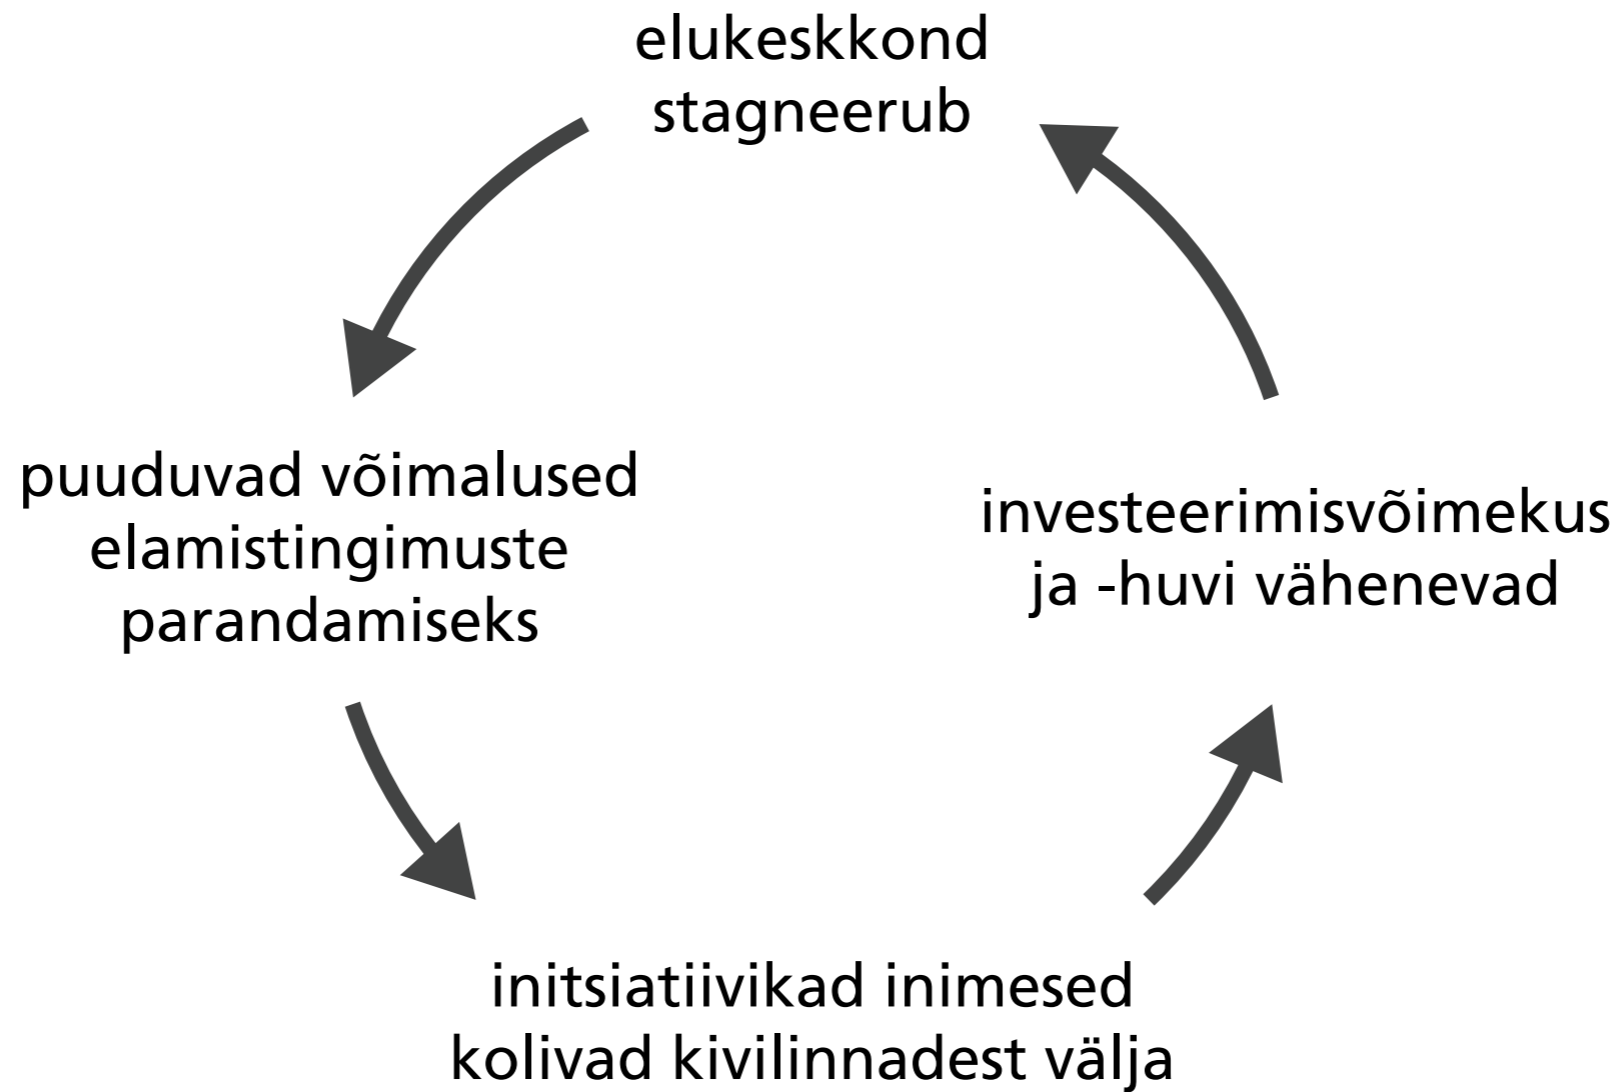 elukeskkond
stagneerub
puuduvad võimalused
elamistingimuste
parandamiseks
initsiatiivikad inimesed
kolivad kivilinnadest välja
investeerimisvõimekus
ja -huvi vähenevad